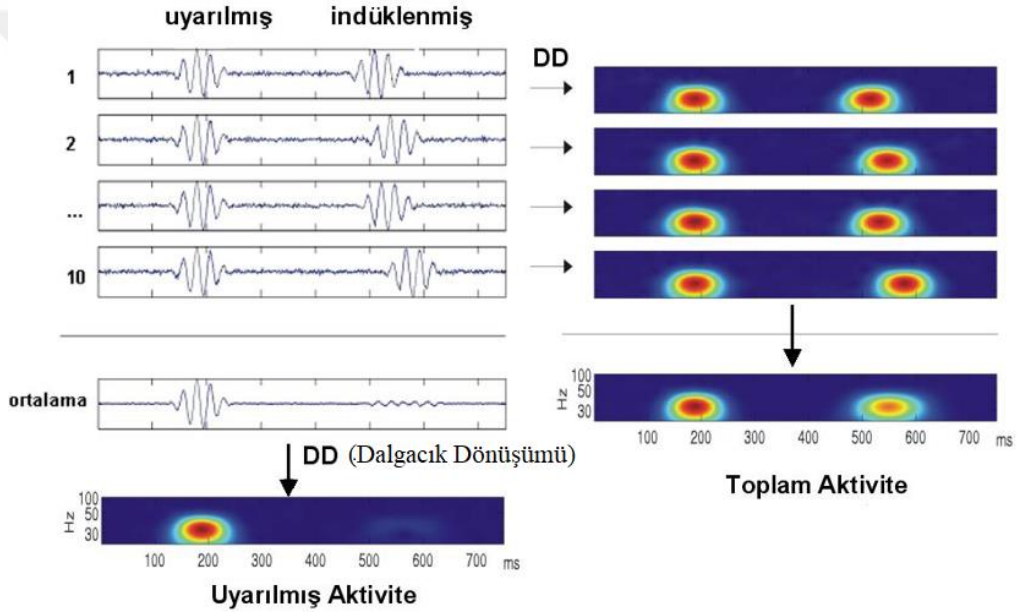 uyarılmış indüklenmiş
DD
1
2
...
10
ortalama
DD (Dalgacık Dönüşümü)
100
50
30
Hz
100 200 300 400 500 600 700 ms
Uyarılmış Aktivite
100
50
30
Hz
100 200 300 400 500 600 700 ms
Toplam Aktivite